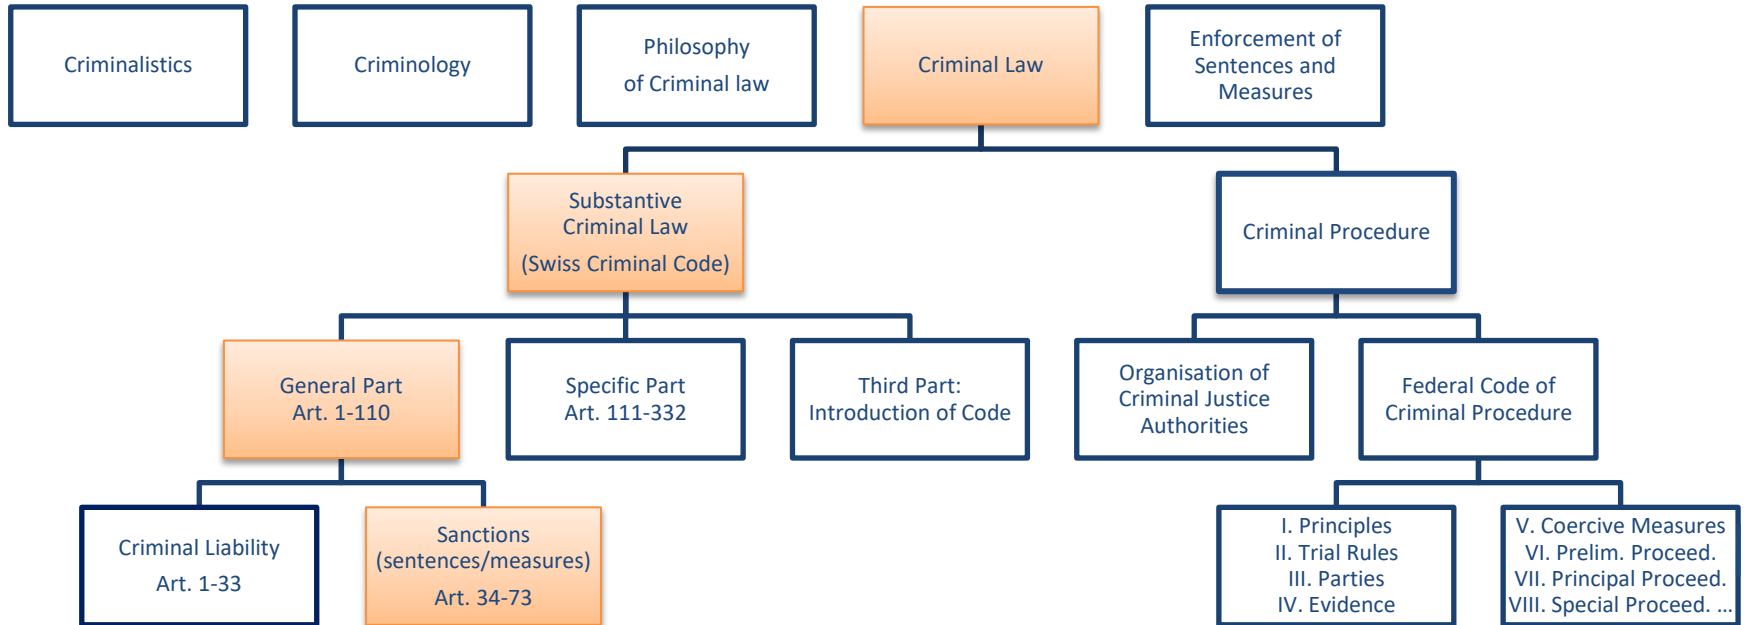 Criminalistics
Criminology
Philosophy
of Criminal law
Criminal Law
Enforcement of
Sentences and
Measures
Substantive
Criminal Law
(Swiss Criminal Code)
Criminal Procedure
General Part
Art. 1-110
Specific Part
Art. 111-332
Third Part:
Introduction of Code
Organisation of
Criminal Justice
Authorities
Federal Code of
Criminal Procedure
Criminal Liability
Art. 1-33
Sanctions
(sentences/measures)
Art. 34-73
I. Principles
II. Trial Rules
III. Parties
IV. Evidence
V. Coercive Measures
VI. Prelim. Proceed.
VII. Principal Proceed.
VIII. Special Proceed. ...